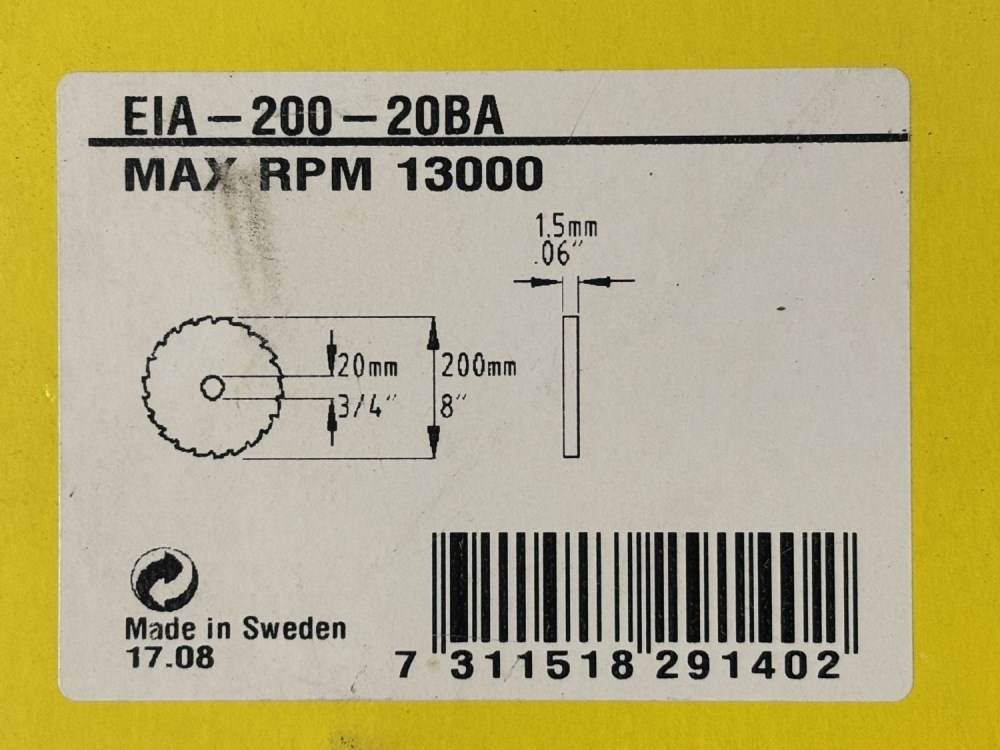 EIA-200-20BA
MAX RPM 13000
1.5mm
.06"
20mm
3/4"
200mm
8"
Made in Sweden
17.08
7 311518 291402